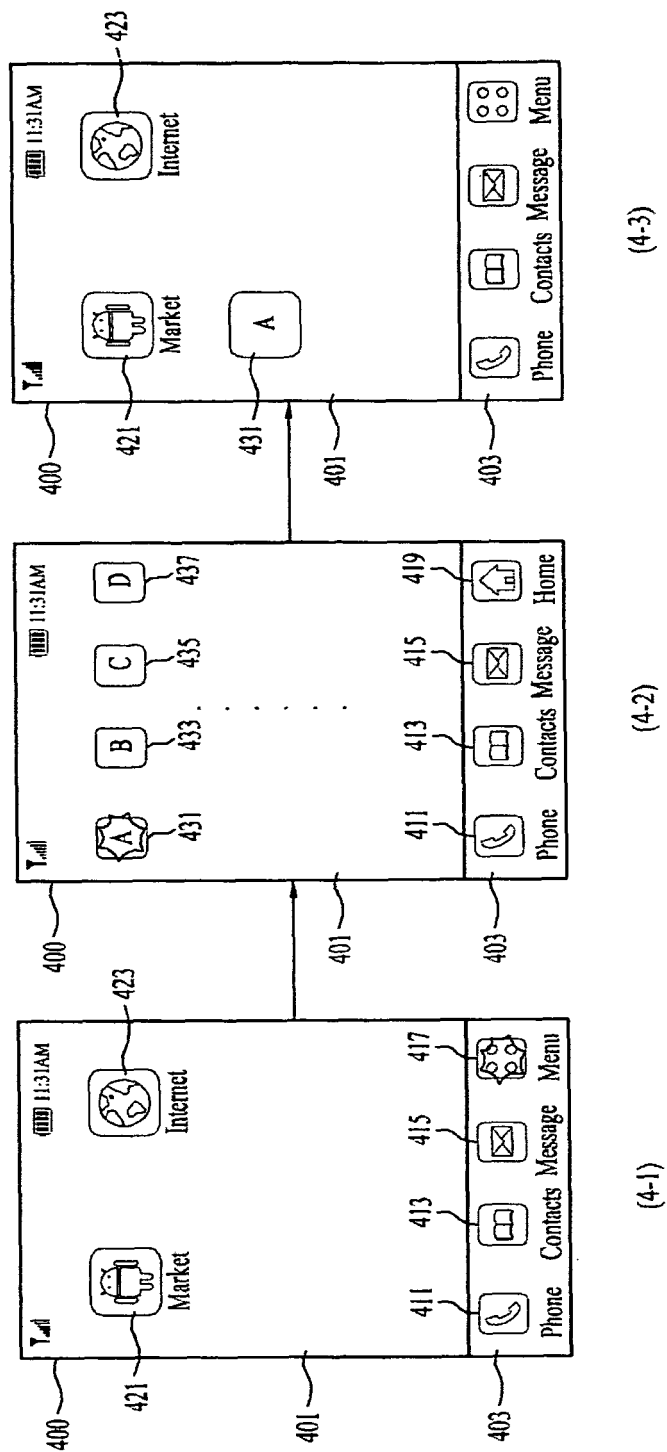 400
11:31AM
421
Market
423
Internet
401
403
411
Phone
413
Contacts
415
Message
417
Menu
(4-1)
400
11:31AM
A
431
B
433
C
435
D
437
401
403
411
Phone
413
Contacts
415
Message
419
Home
(4-2)
400
11:31AM
421
Market
423
Internet
A
431
401
403
Phone
Contacts
Message
Menu
(4-3)